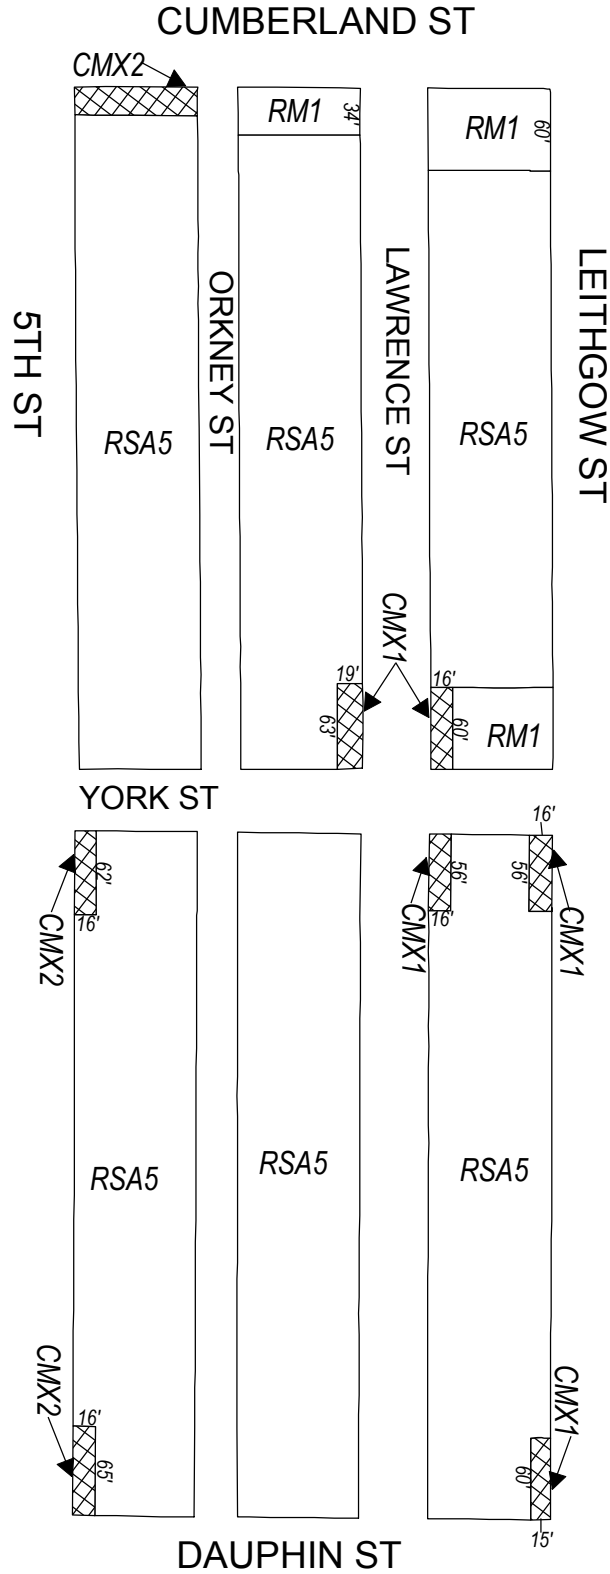 CUMBERLAND ST
CMX2
RM1
34'
RM1
60'
5TH ST
ORKNEY ST
LAWRENCE ST
LEITHGOW ST
RSA5
RSA5
RSA5
CMX1
19'
63'
16'
60'
RM1
YORK ST
62'
16'
CMX2
56'
16'
CMX1
16'
56'
CMX1
RSA5
RSA5
RSA5
CMX2
16'
65'
CMX1
60'
15'
DAUPHIN ST